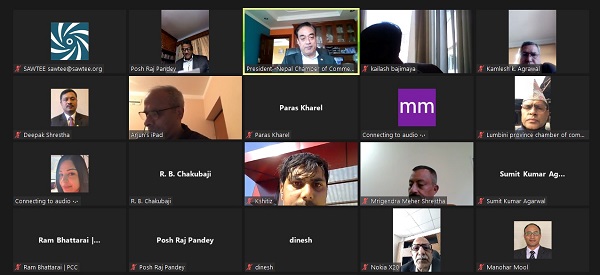 SAWTEE sawtee@sawtee.org
Posh Raj Pandey
President -Nepal Chamber of Comme...
kailash bajimaya
Kamlesh k. Agrawal
Deepak Shrestha
Arjun's iPad
Paras Kharel
Paras Kharel
mm
Connecting to audio
Lumbini province chamber of com...
Connecting to audio
R. B. Chakubaji
R. B. Chakubaji
Kshitiz
Mrigendra Meher Shrestha
Sumit Kumar Ag...
Sumit Kumar Agarwal
Ram Bhattarai |...
Ram Bhattarai | PCC
Posh Raj Pandey
Posh Raj Pandey
dinesh
dinesh
Nokia X20
Manohar Mool